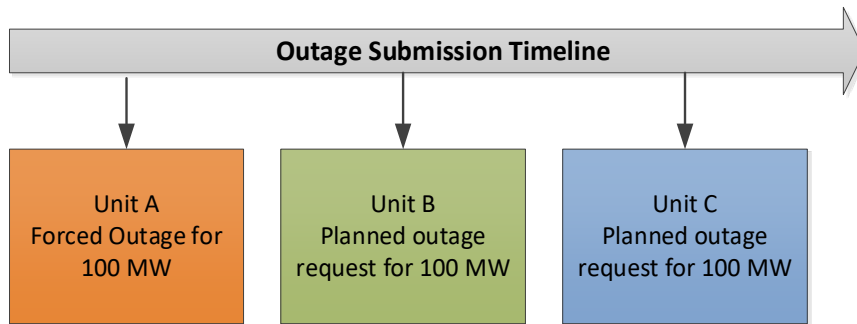 Outage Submission Timeline
Unit A
Forced Outage for
100 MW
Unit B
Planned outage
request for 100 MW
Unit C
Planned outage
request for 100 MW